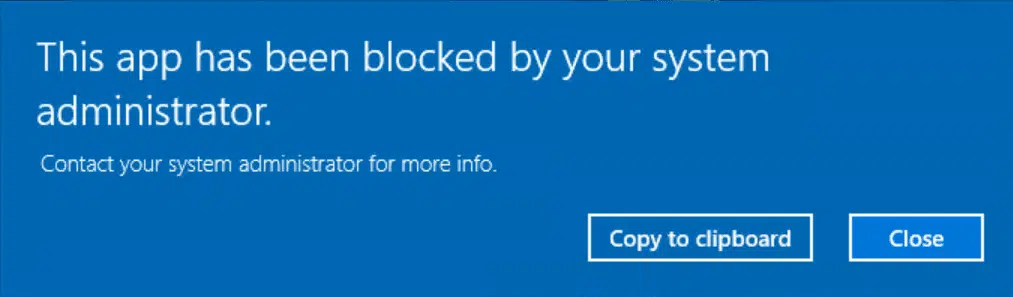 This app has been blocked by your system
administrator.
Contact your system administrator for more info.
Copy to clipboard
Close